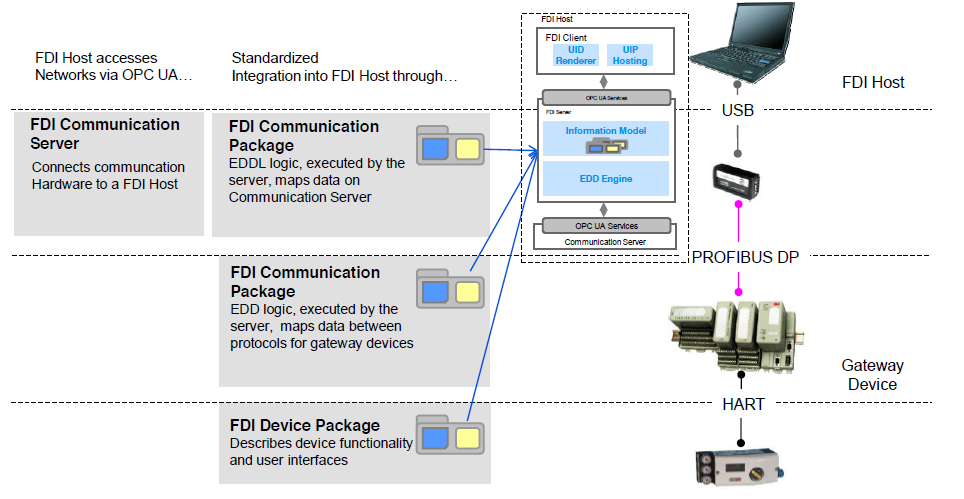 FDI Host accesses
Networks via OPC UA…
Standardized
Integration into FDI Host through…
FDI Host
FDI Client
UID
Renderer
UIP
Hosting
OPC UA Services
FDI Server
Information Model
EDD Engine
OPC UA Services
Communication Server
FDI Host
USB
FDI Communication
Server
Connects communcation
Hardware to a FDI Host
FDI Communication
Package
EDDL logic, executed by the
server, maps data on
Communication Server
PROFIBUS DP
FDI Communication
Package
EDD logic, executed by the
server,  maps data between
protocols for gateway devices
Gateway
Device
HART
FDI Device Package
Describes device functionality
and user interfaces